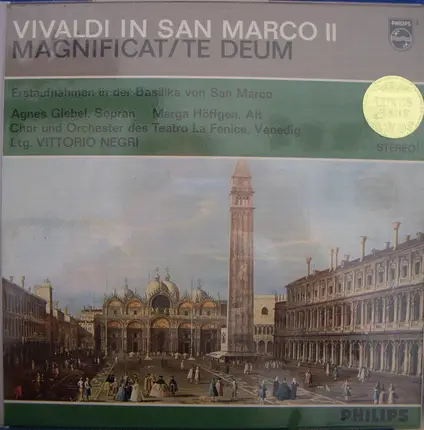 VIVALDI IN SAN MARCO II
MAGNIFICAT/TE DEUM
PHILIPS
Erstaufnahmen in der Basilika von San Marco
Agnes Giebel, Sopran Marga Höffgen, Alt
Chor und Orchester des Teatro La Fenice, Venedig
Ltg. VITTORIO NEGRI
STEREO
PHILIPS